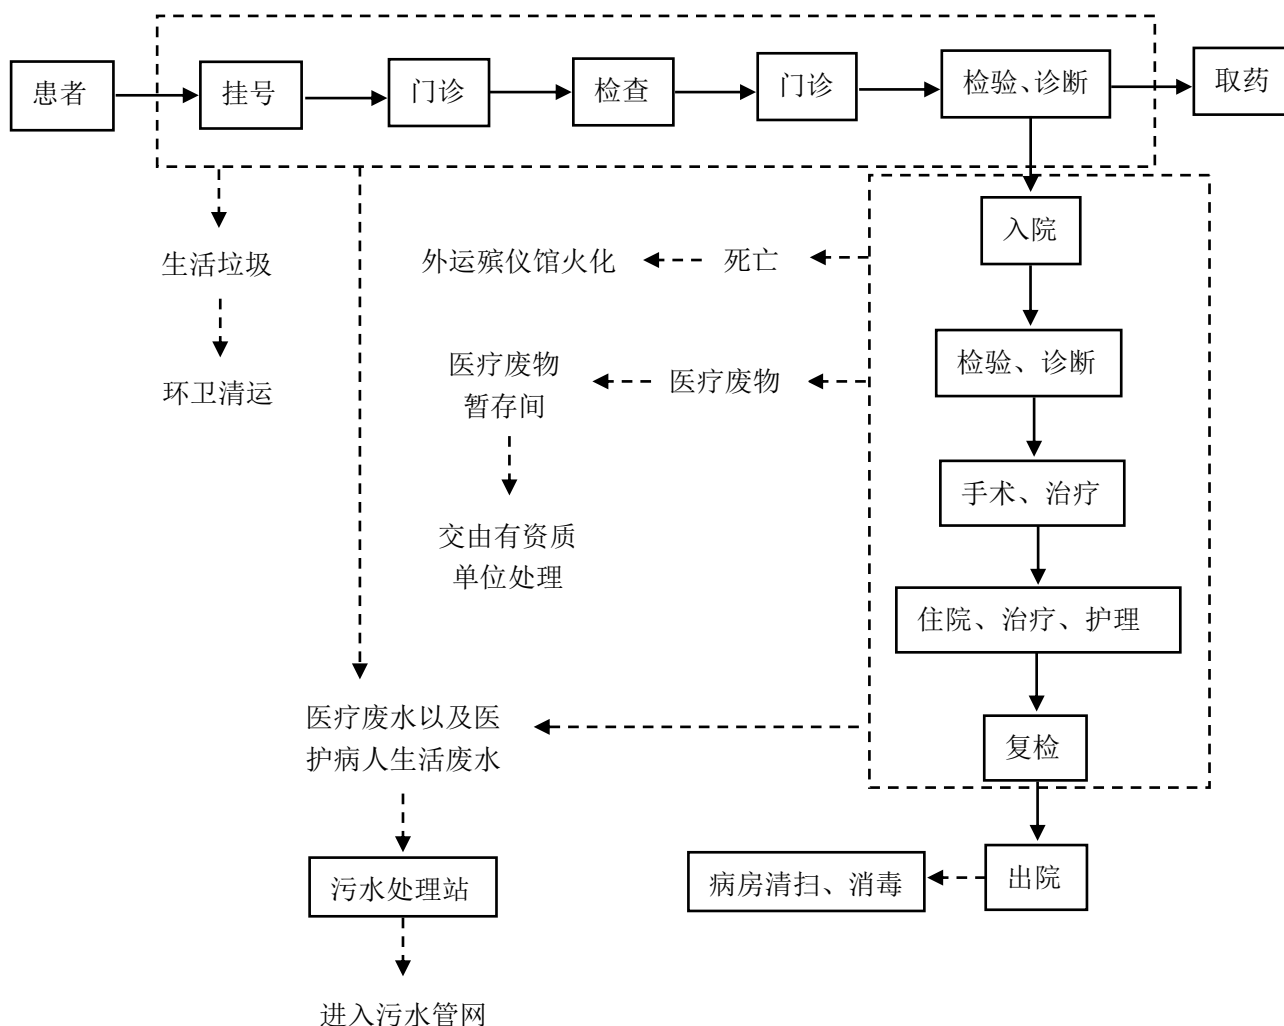 患者
挂号
门诊
检查
门诊
检验、诊断
取药
入院
生活垃圾
外运殡仪馆火化
死亡
环卫清运
医疗废物
暂存间
医疗废物
检验、诊断
手术、治疗
交由有资质
单位处理
住院、治疗、护理
医疗废水以及医
护病人生活废水
复检
污水处理站
病房清扫、消毒
出院
进入污水管网